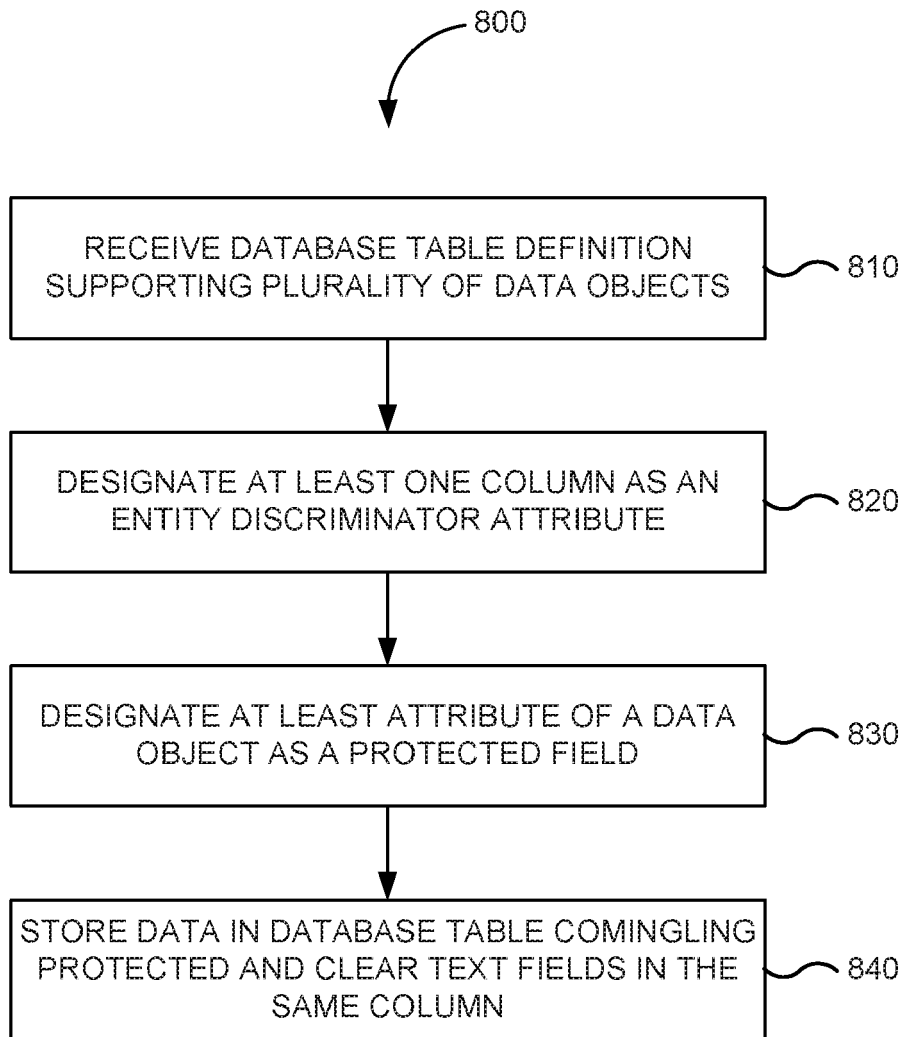 800
RECEIVE DATABASE TABLE DEFINITION
SUPPORTING PLURALITY OF DATA OBJECTS
810
DESIGNATE AT LEAST ONE COLUMN AS AN
ENTITY DISCRIMINATOR ATTRIBUTE
820
DESIGNATE AT LEAST ATTRIBUTE OF A DATA
OBJECT AS A PROTECTED FIELD
830
STORE DATA IN DATABASE TABLE COMINGLING
PROTECTED AND CLEAR TEXT FIELDS IN THE
SAME COLUMN
840